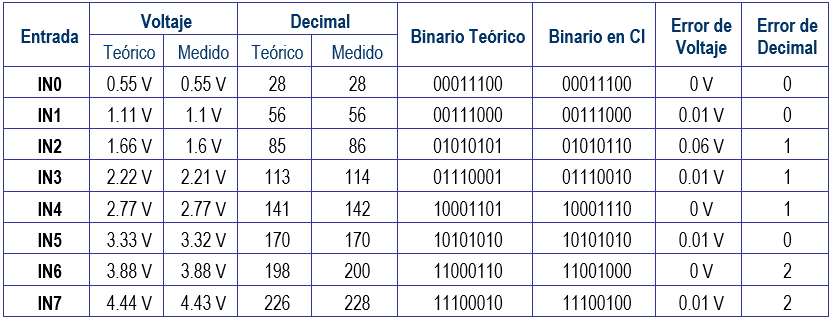 Entrada Voltaje Decimal Binario Teórico Binario en CI Error de Voltaje Error de Decimal
Teórico Medido Teórico Medido
IN0 0.55 V 0.55 V 28 28 00011100 00011100 0 V 0
IN1 1.11 V 1.1 V 56 56 00111000 00111000 0.01 V 0
IN2 1.66 V 1.6 V 85 86 01010101 01010110 0.06 V 1
IN3 2.22 V 2.21 V 113 114 01110001 01110010 0.01 V 1
IN4 2.77 V 2.77 V 141 142 10001101 10001110 0 V 1
IN5 3.33 V 3.32 V 170 170 10101010 10101010 0.01 V 0
IN6 3.88 V 3.88 V 198 200 11000110 11001000 0 V 2
IN7 4.44 V 4.43 V 226 228 11100010 11100100 0.01 V 2